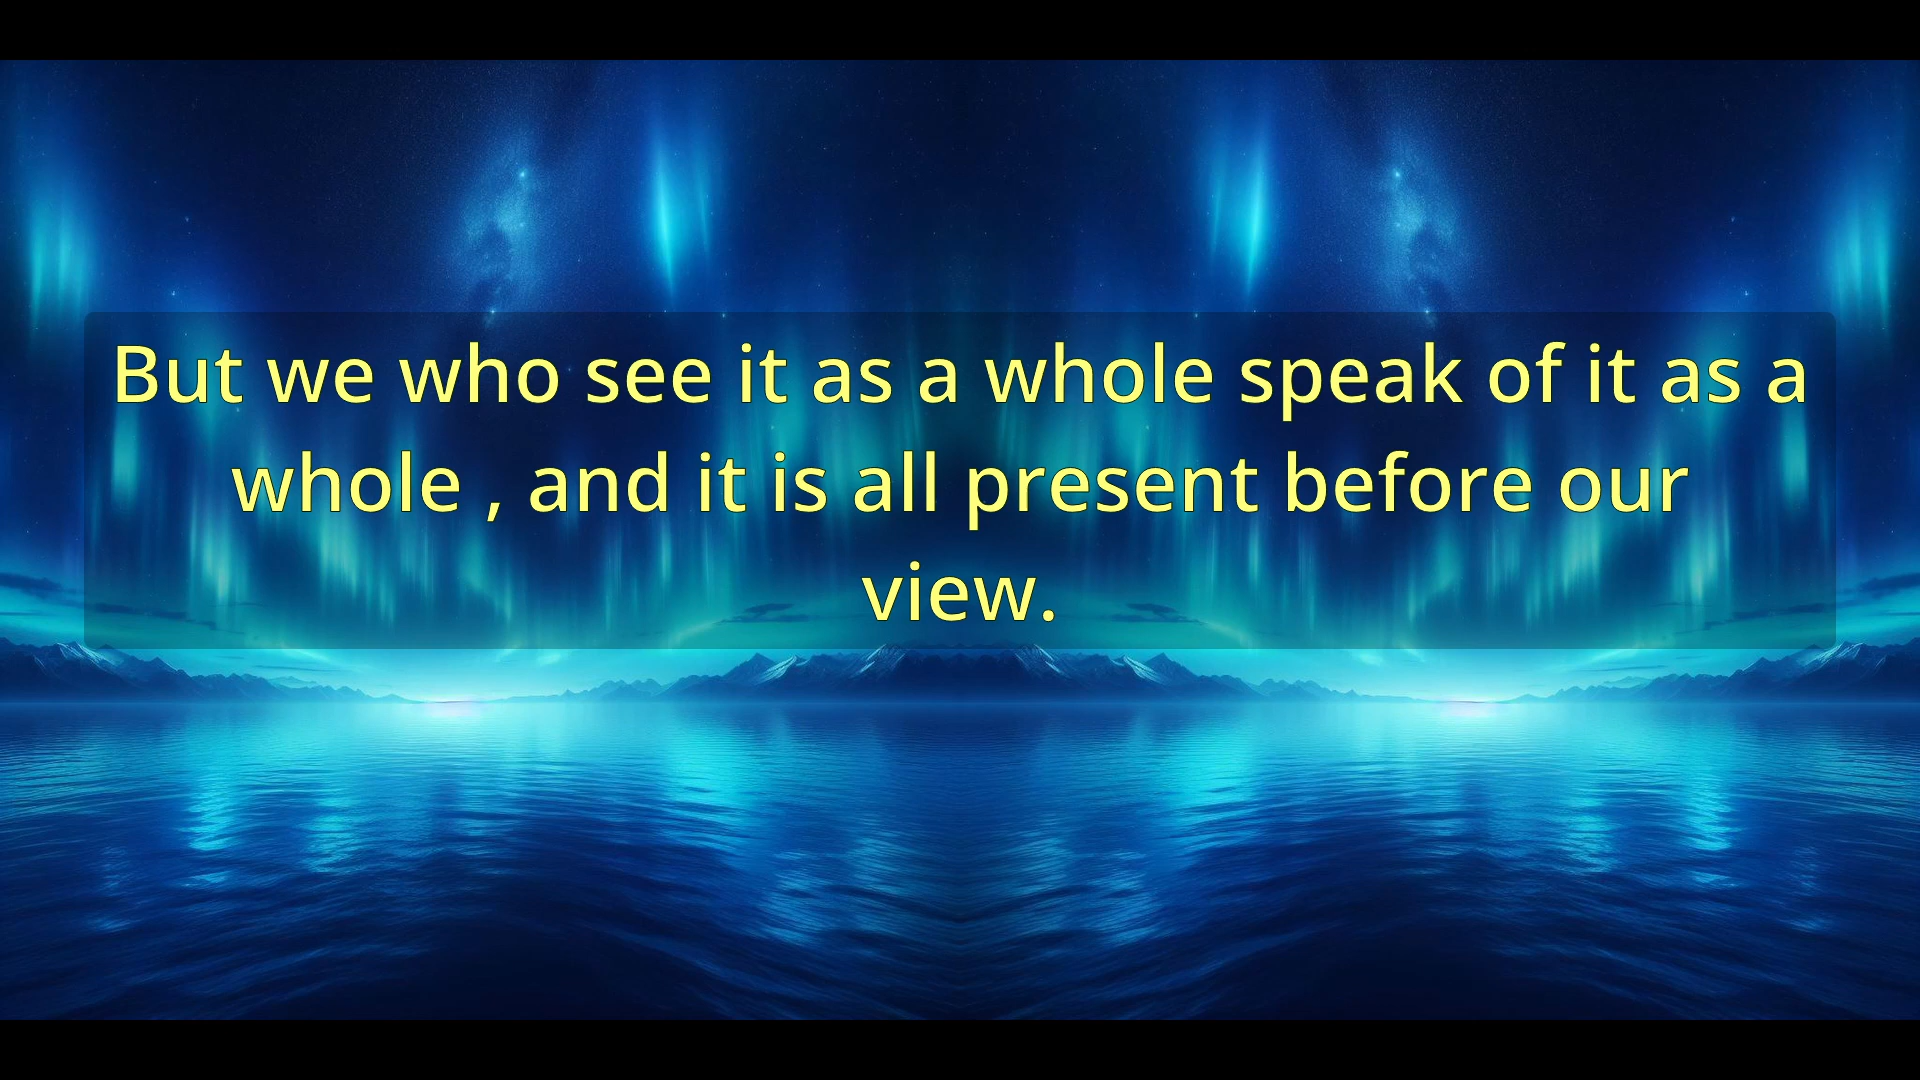 But we who see it as a whole speak of it as a
whole , and it is all present before our
view.